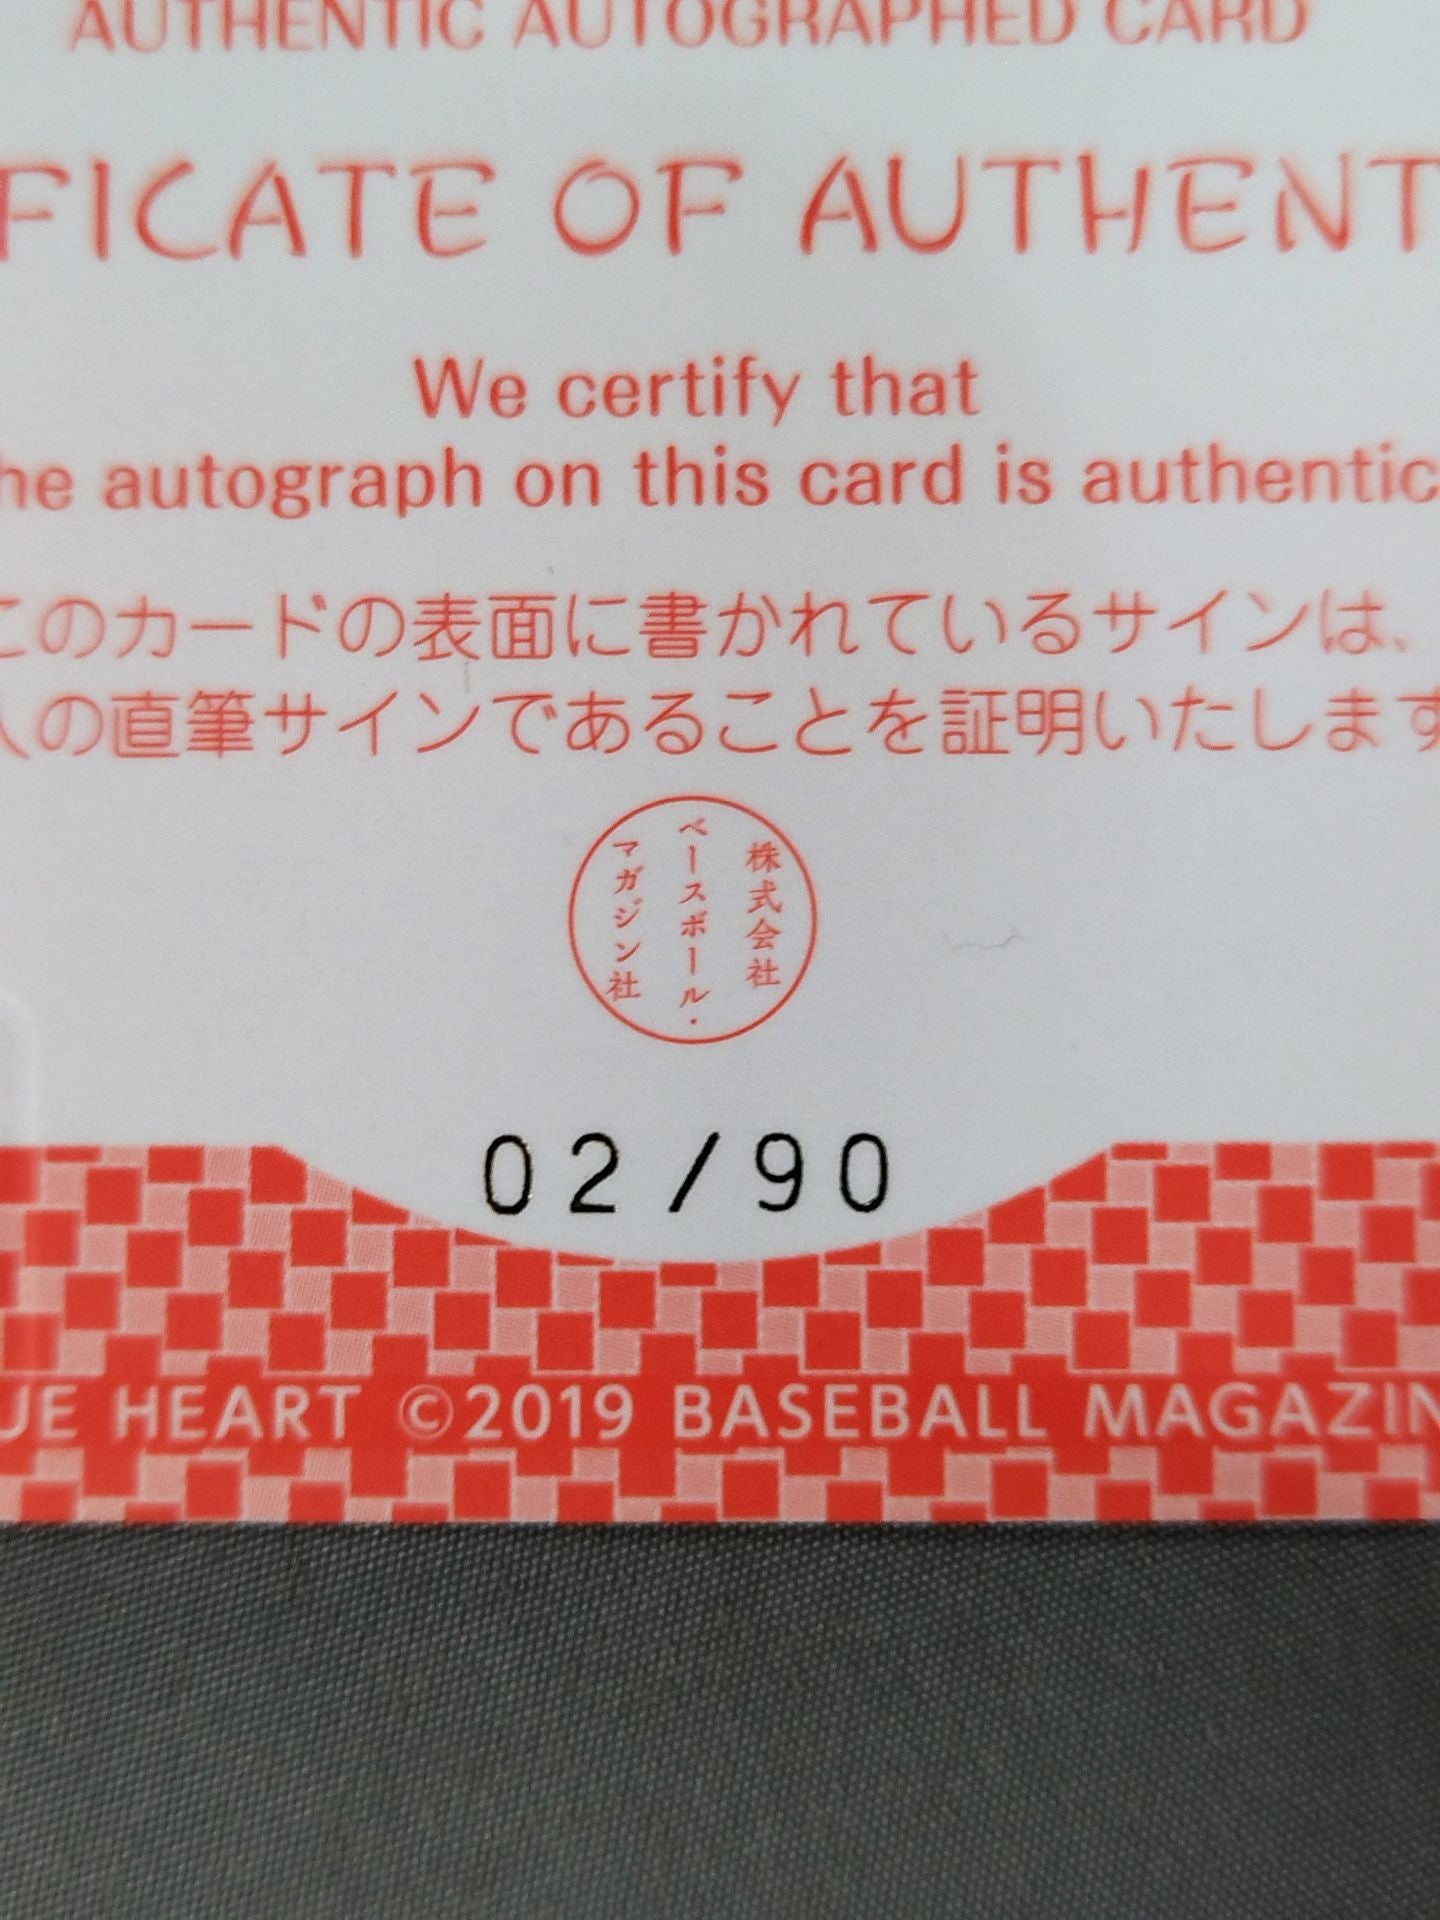 AUTHENTIC AUTOGRAPHED CARD
FICATE OF AUTHENT
We certify that
he autograph on this card is authentic
このカードの表面に書かれているサインは、
人の直筆サインであることを証明いたします
株式会社
ベースボール・
マガジン社
02/90
UE HEART ©2019 BASEBALL MAGAZIN